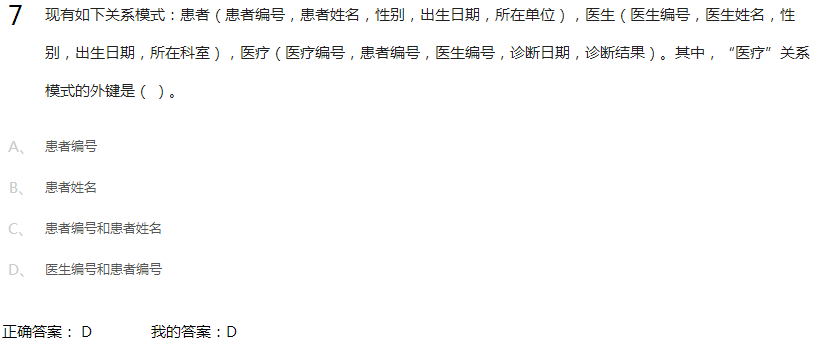 7 现有如下关系模式：患者（患者编号，患者姓名，性别，出生日期，所在单位），医生（医生编号，医生姓名，性
别，出生日期，所在科室），医疗（医疗编号，患者编号，医生编号，诊断日期，诊断结果）。其中，“医疗”关系
模式的外键是（ ）。
A、 患者编号
B、 患者姓名
C、 患者编号和患者姓名
D、 医生编号和患者编号
正确答案： D 我的答案：D